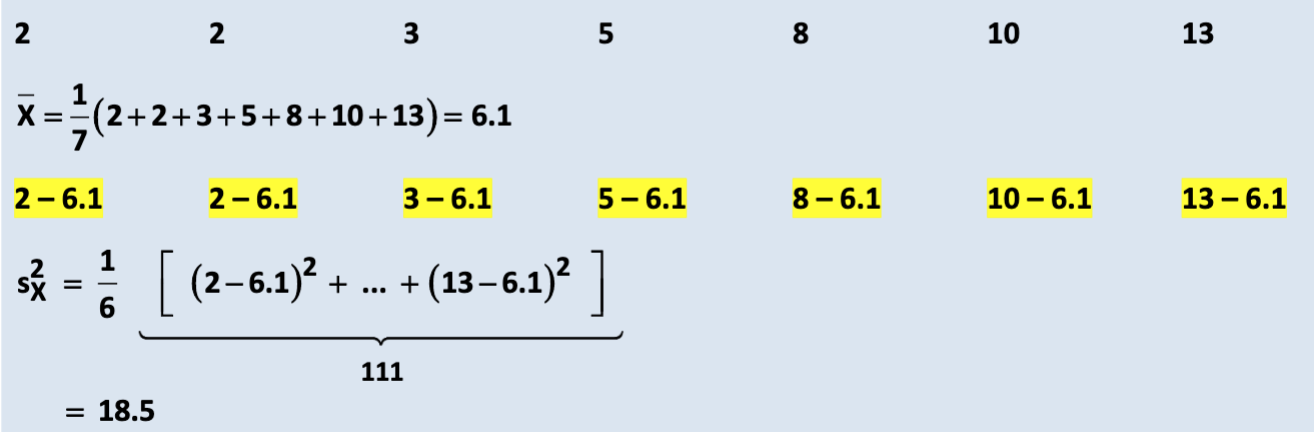 2 2 3 5 8 10 13
X̄ = 1/7 (2+2+3+5+8+10+13) = 6.1
2 – 6.1 2 – 6.1 3 – 6.1 5 – 6.1 8 – 6.1 10 – 6.1 13 – 6.1
s²X = 1/6 [ (2–6.1)² + ... + (13–6.1)² ]
111
= 18.5